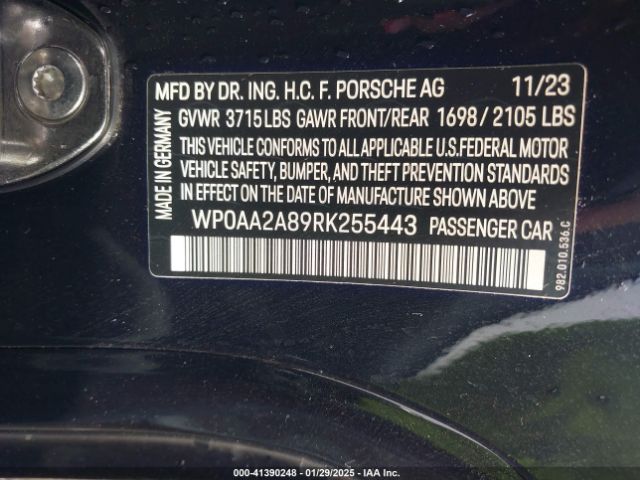 MFD BY DR. ING. H.C. F. PORSCHE AG 11/23
GVWR 3715LBS GAWR FRONT/REAR 1698 / 2105 LBS
THIS VEHICLE CONFORMS TO ALL APPLICABLE U.S.FEDERAL MOTOR
VEHICLE SAFETY, BUMPER, AND THEFT PREVENTION STANDARDS
IN EFFECT ON THE DATE OF MANUFACTURE SHOWN ABOVE
WP0AA2A89RK255443 PASSENGER CAR
MADE IN GERMANY
982.010.536.C
000-41390248 - 01/29/2025 - IAA Inc.